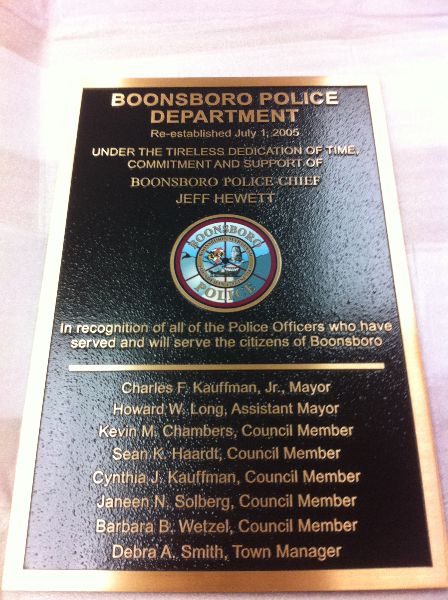 BOONSBORO POLICE
DEPARTMENT
Re-established July 1, 2005
UNDER THE TIRELESS DEDICATION OF TIME,
COMMITMENT AND SUPPORT OF
BOONSBORO POLICE CHIEF
JEFF HEWETT
BOONSBORO
POLICE
In recognition of all of the Police Officers who have
served and will serve the citizens of Boonsboro
Charles F. Kauffman, Jr., Mayor
Howard W. Long, Assistant Mayor
Kevin M. Chambers, Council Member
Sean K. Haardt, Council Member
Cynthia J. Kauffman, Council Member
Janeen N. Solberg, Council Member
Barbara B. Wetzel, Council Member
Debra A. Smith, Town Manager